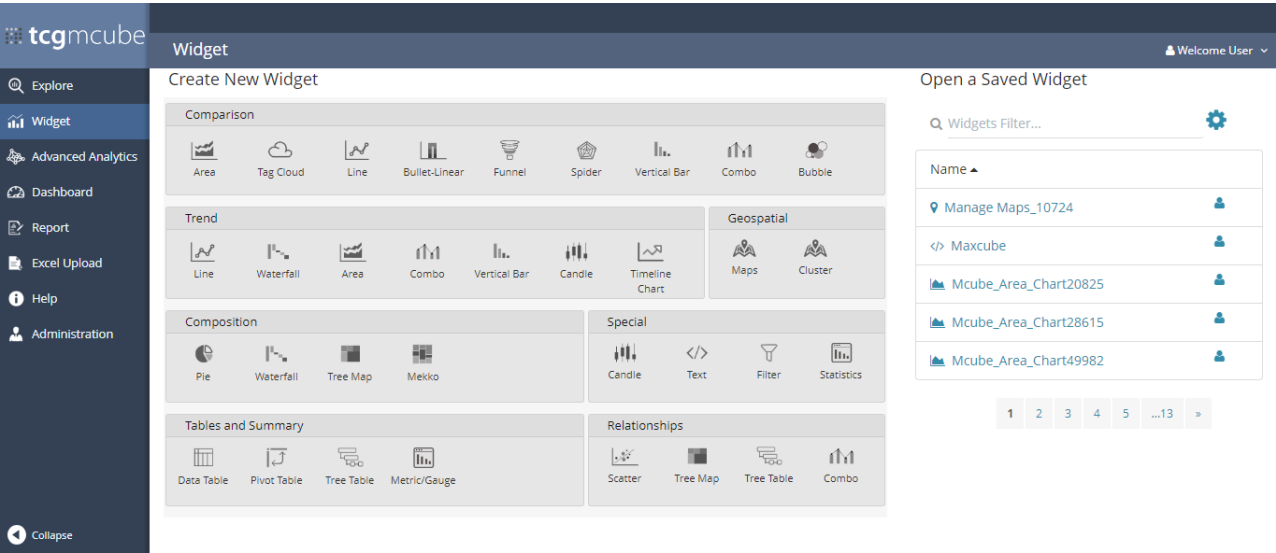 tcgmcube
Widget
Welcome User
Explore
Widget
Advanced Analytics
Dashboard
Report
Excel Upload
Help
Administration
Collapse
Create New Widget
Comparison
Area Tag Cloud Line Bullet-Linear Funnel Spider Vertical Bar Combo Bubble
Trend
Line Waterfall Area Combo Vertical Bar Candle Timeline
Chart
Geospatial
Maps Cluster
Composition
Pie Waterfall Tree Map Mekko
Special
Candle Text Filter Statistics
Tables and Summary
Data Table Pivot Table Tree Table Metric/Gauge
Relationships
Scatter Tree Map Tree Table Combo
Open a Saved Widget
Widgets Filter...
Name
Manage Maps_10724
</> Maxcube
Mcube_Area_Chart20825
Mcube_Area_Chart28615
Mcube_Area_Chart49982
1 2 3 4 5 ...13 »